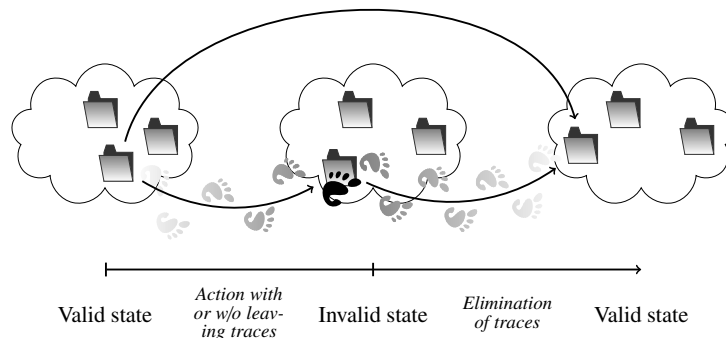 Valid state
Action with
or w/o leav-
ing traces
Invalid state
Elimination
of traces
Valid state